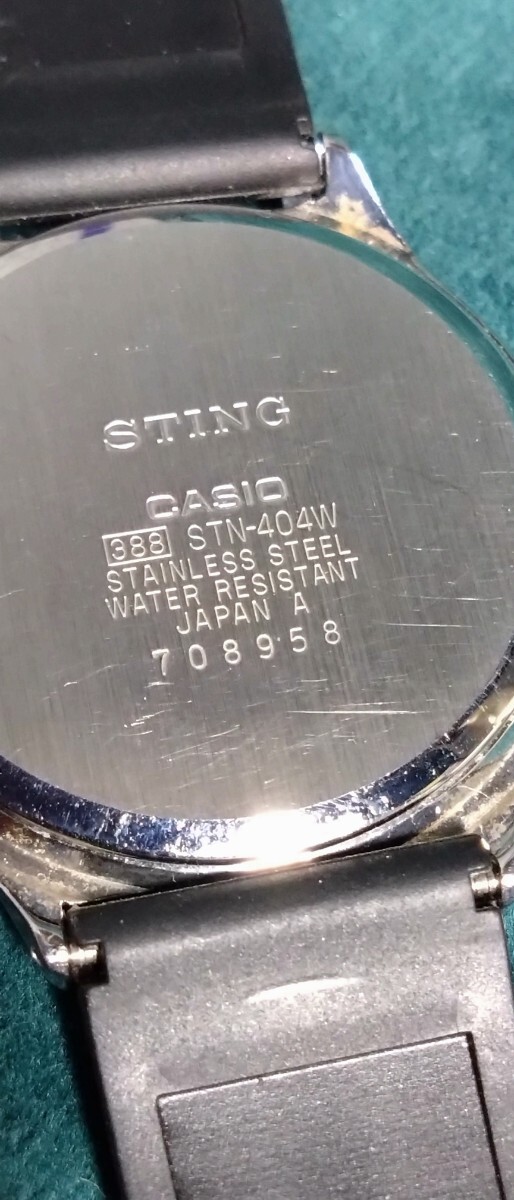 STING
CASIO
388 STN-404W
STAINLESS STEEL
WATER RESISTANT
JAPAN A
708958